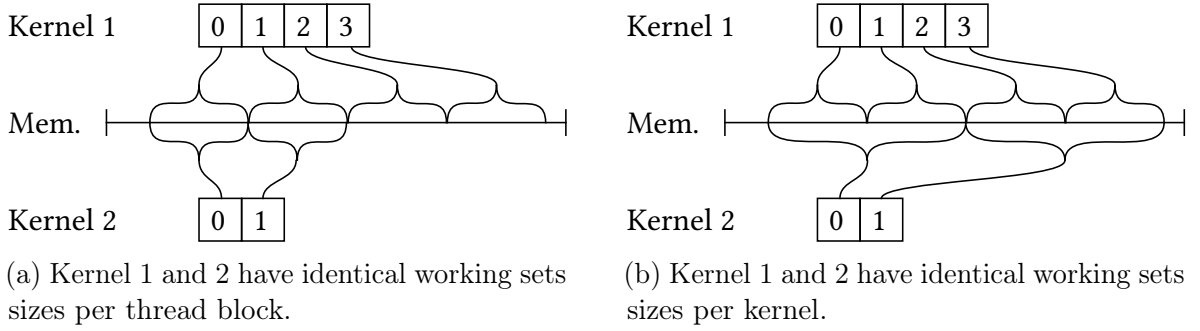 Kernel 1
0 1 2 3
Mem.
Kernel 2
0 1
(a) Kernel 1 and 2 have identical working sets
sizes per thread block.
Kernel 1
0 1 2 3
Mem.
Kernel 2
0 1
(b) Kernel 1 and 2 have identical working sets
sizes per kernel.